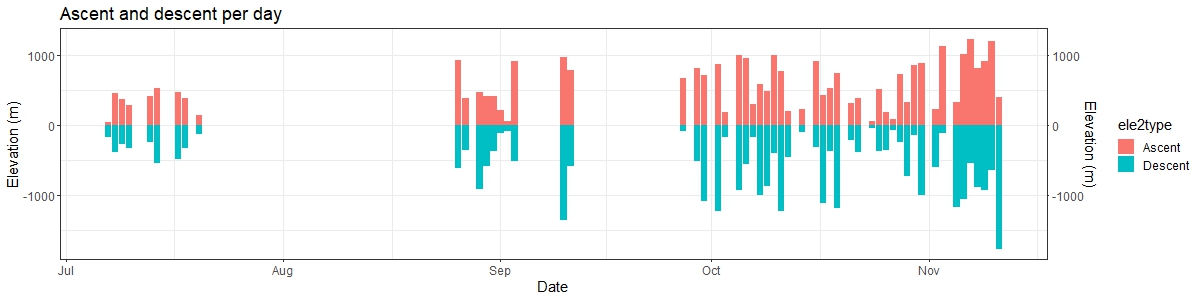 Ascent and descent per day
Elevation (m)
1000
0
-1000
1000
0
-1000
Elevation (m)
Jul
Aug
Sep
Oct
Nov
Date
ele2type
Ascent
Descent